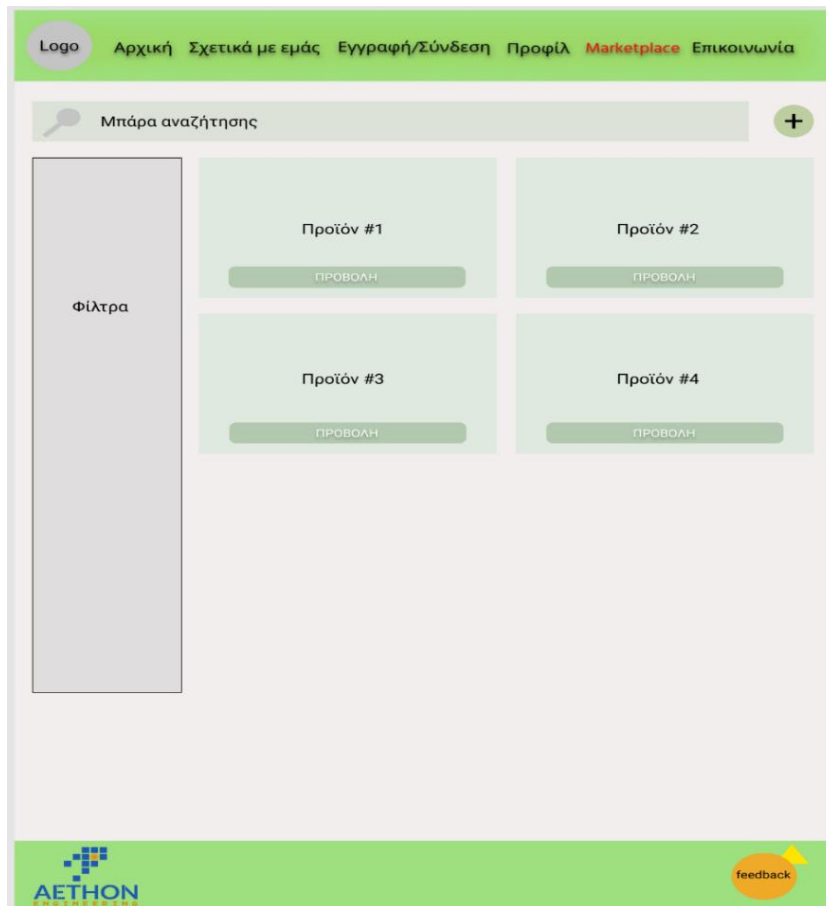 Logo Αρχική Σχετικά με εμάς Εγγραφή/Σύνδεση Προφίλ Marketplace Επικοινωνία
Μπάρα αναζήτησης +
Φίλτρα
Προϊόν #1
ΠΡΟΒΟΛΗ
Προϊόν #2
ΠΡΟΒΟΛΗ
Προϊόν #3
ΠΡΟΒΟΛΗ
Προϊόν #4
ΠΡΟΒΟΛΗ
AETHON
ENGINEERING
feedback